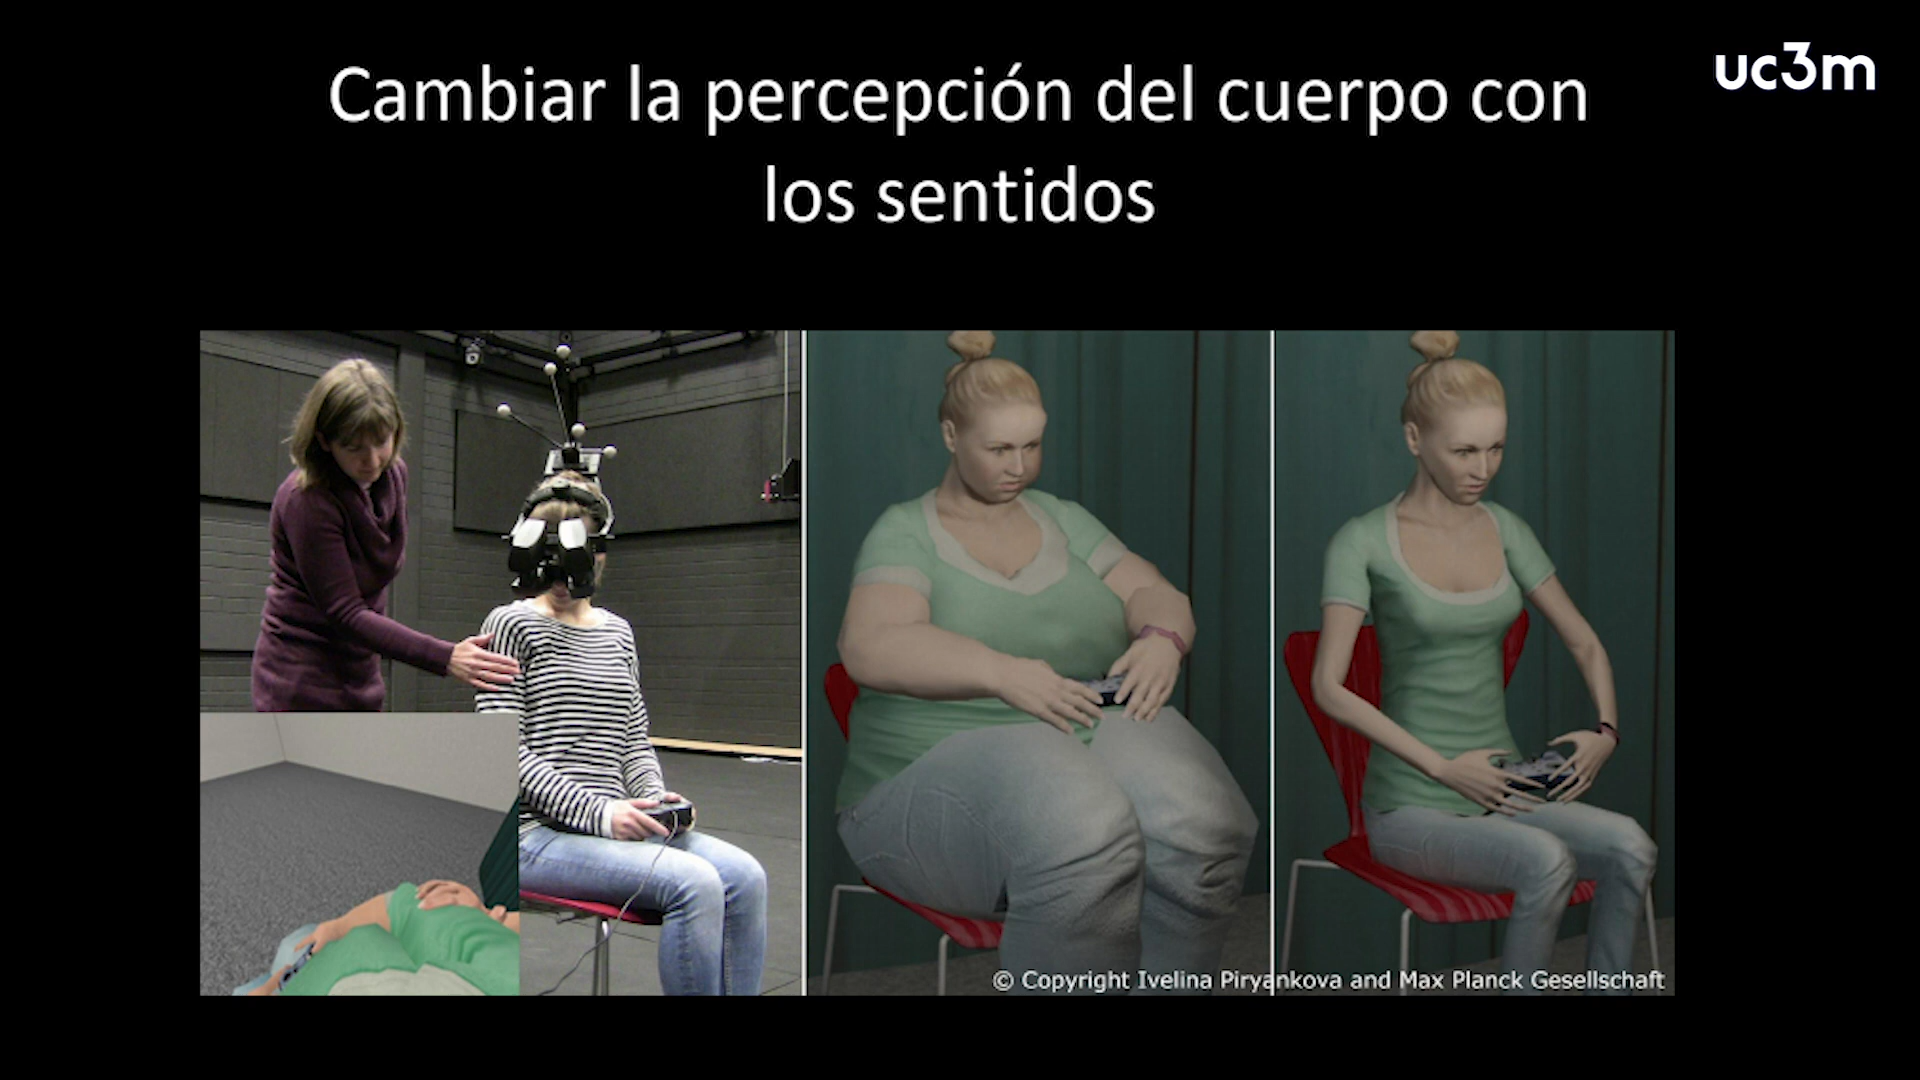 uc3m
Cambiar la percepción del cuerpo con
los sentidos
© Copyright Ivelina Piryankova and Max Planck Gesellschaft